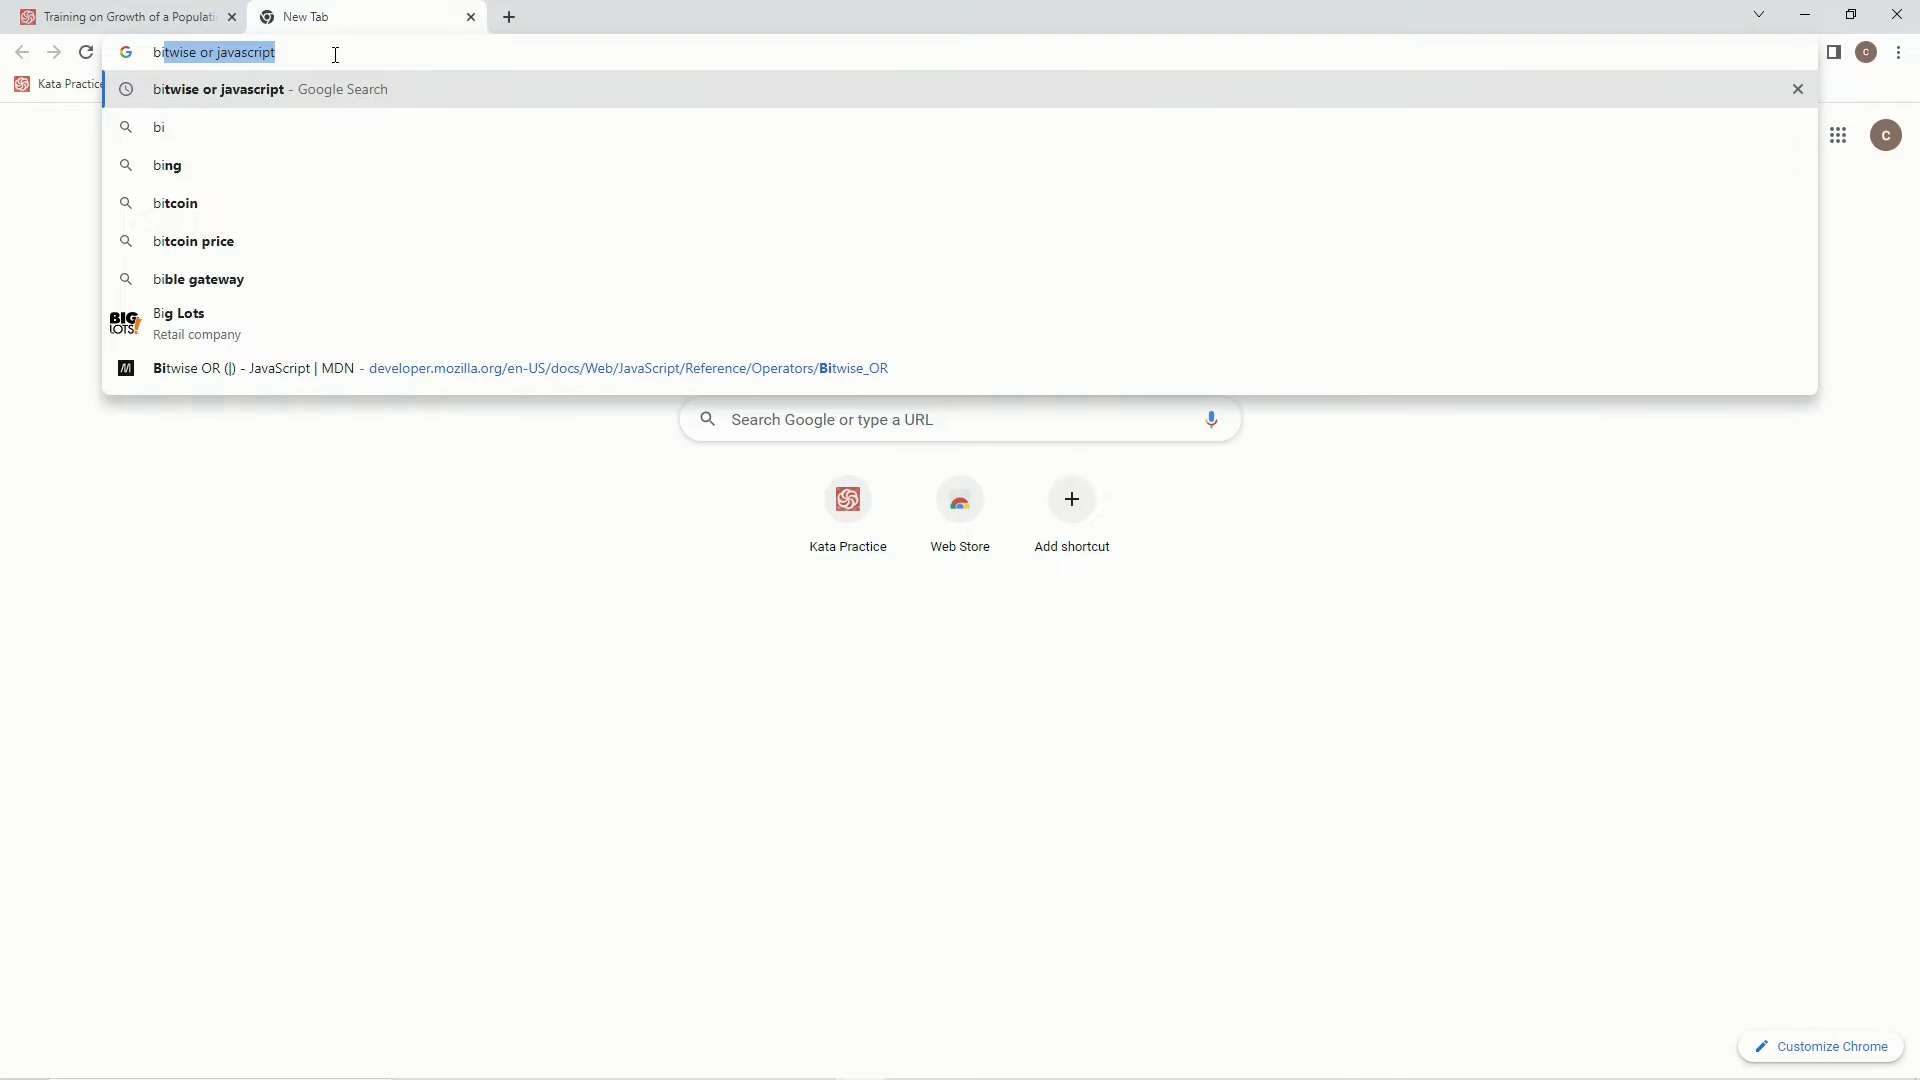 Training on Growth of a Populati
New Tab
bitwise or javascript
C
Kata Practice
bitwise or javascript - Google Search
bi
bing
bitcoin
C
bitcoin price
bible gateway
BIG LOTS!
Big Lots
Retail company
Bitwise OR (|) - JavaScript | MDN - developer.mozilla.org/en-US/docs/Web/JavaScript/Reference/Operators/Bitwise_OR
Search Google or type a URL
Kata Practice
Web Store
Add shortcut
Customize Chrome